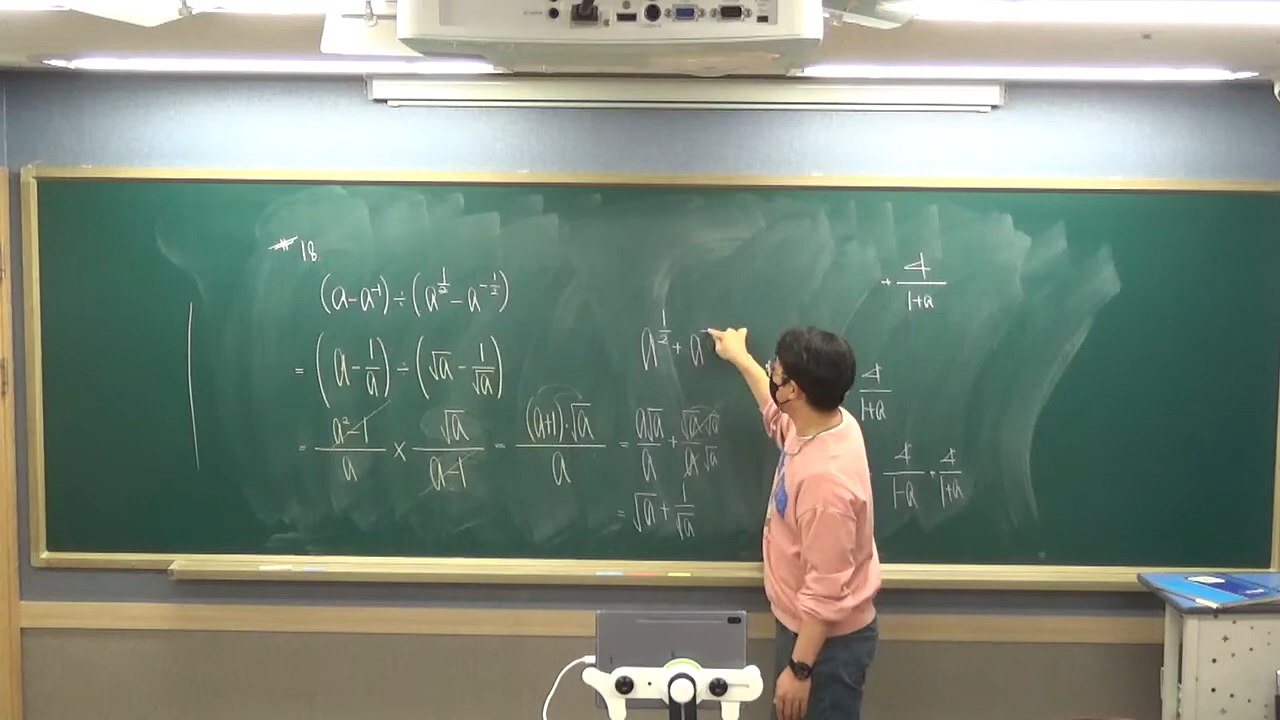 # 18
(a-a⁻¹)÷(a^{1/2}-a^{-1/2})
= (a-1/a)÷(√a-1/√a)
= (a²-1)/a × √a/(a-1) = (a+1)·√a/a = a√a/a + √a√a/a√a
= √a+1/√a
a^{1/2}+a⁻
+ 4/(1+a)
4/(1+a)
4/(1-a) + 4/(1+a)